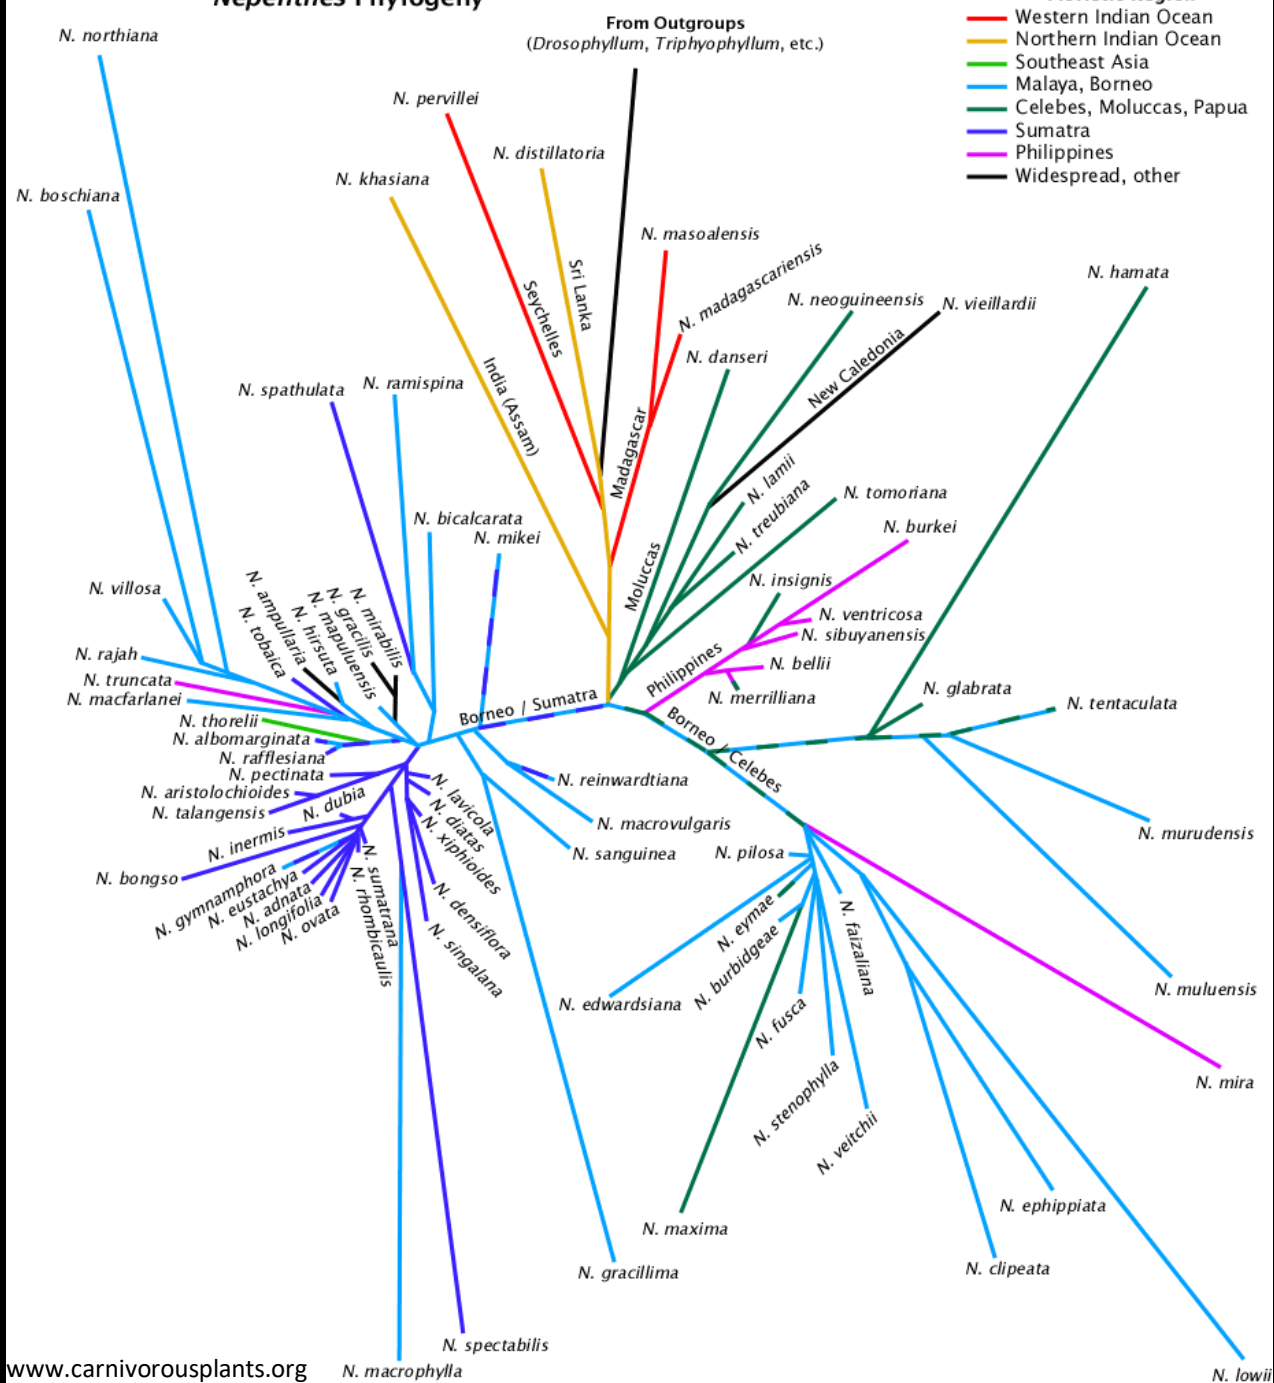 Nepenthes Phylogeny
From Outgroups
(Drosophyllum, Triphyophyllum, etc.)
Floristic Region
Western Indian Ocean
Northern Indian Ocean
Southeast Asia
Malaya, Borneo
Celebes, Moluccas, Papua
Sumatra
Philippines
Widespread, other
N. northiana
N. pervillei
N. distillatoria
N. khasiana
N. boschiana
N. masoalensis
N. madagascariensis
N. neoguineensis
N. vieillardii
N. hamata
Seychelles
Sri Lanka
N. danseri
New Caledonia
N. spathulata
N. ramispina
India (Assam)
Madagascar
N. lamii
N. treubiana
N. tomoriana
N. bicalcarata
N. mikei
N. burkei
Moluccas
N. insignis
N. villosa
N. ampullaria
N. tobaica
N. hirsuta
N. mapuluensis
N. gracilis
N. mirabilis
N. ventricosa
N. sibuyanensis
N. rajah
N. bellii
Philippines
N. truncata
N. macfarlanei
N. merrilliana
N. glabrata
N. tentaculata
Borneo / Sumatra
N. thorelii
N. albomarginata
N. rafflesiana
Borneo / Celebes
N. pectinata
N. reinwardtiana
N. aristolochioides
N. dubia
N. talangensis
N. lavicola
N. diatas
N. xiphioides
N. macrovulgaris
N. murudensis
N. inermis
N. sanguinea
N. pilosa
N. bongso
N. gymnamphora
N. eustachya
N. adnata
N. longifolia
N. ovata
N. sumatrana
N. rhombicaulis
N. densiflora
N. singalana
N. eymae
N. burbidgeae
N. faizaliana
N. edwardsiana
N. muluensis
N. fusca
N. mira
N. stenophylla
N. veitchii
N. ephippiata
N. maxima
N. gracillima
N. clipeata
N. spectabilis
www.carnivorousplants.org
N. macrophylla
N. lowii